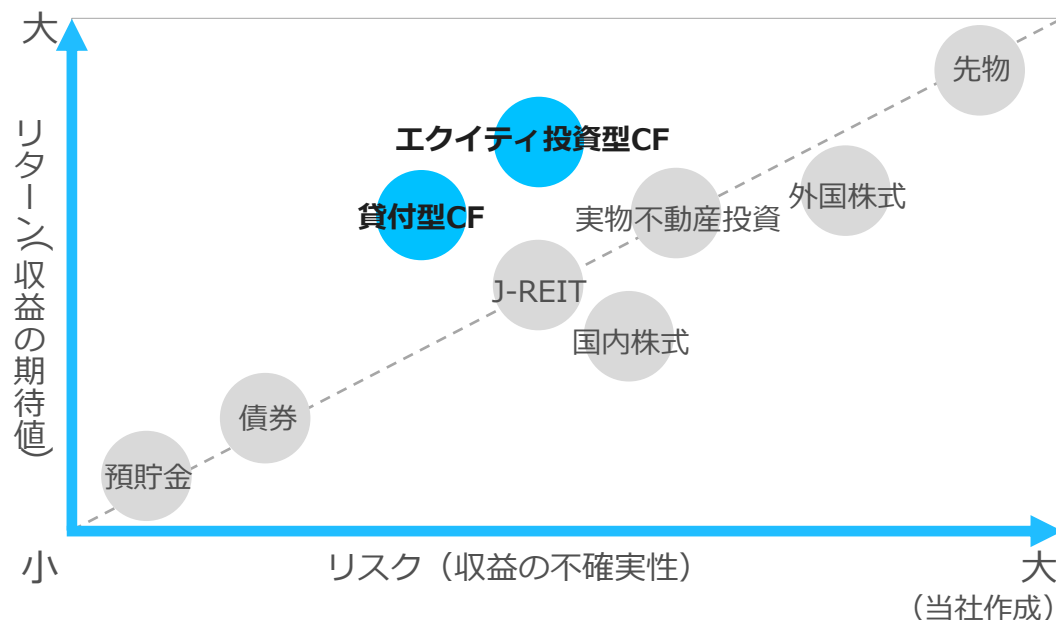 大
先物
エクイティ投資型CF
リターン(収益の期待値)
外国株式
貸付型CF
実物不動産投資
J-REIT
国内株式
債券
預貯金
小
リスク（収益の不確実性）
大
（当社作成）